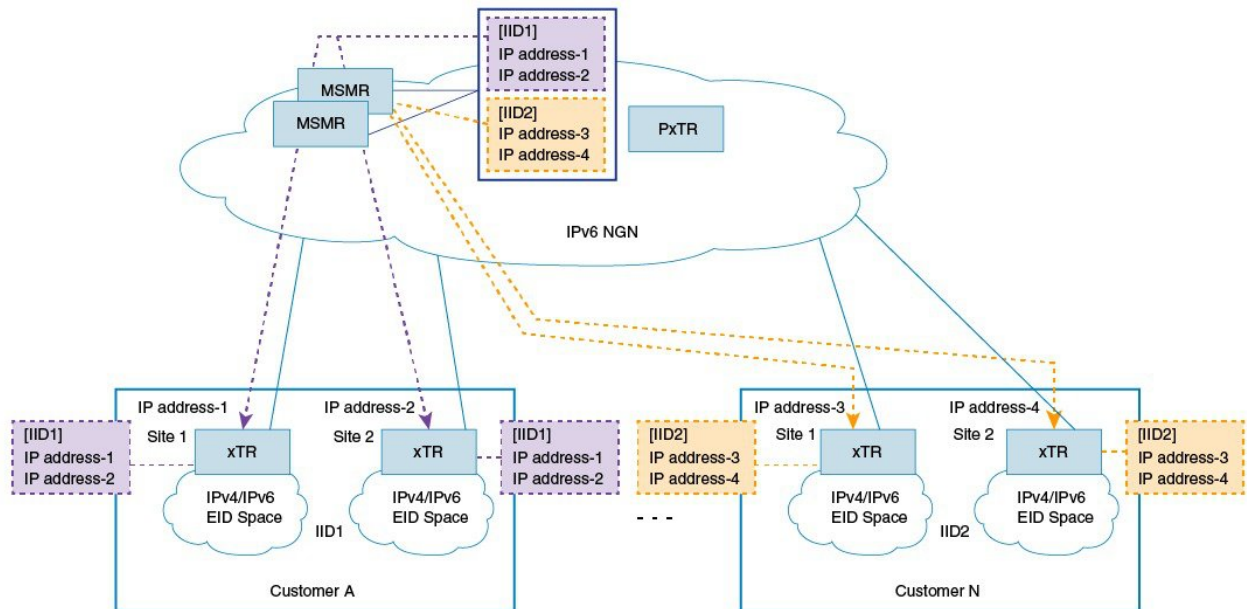 [IID1]
IP address-1
IP address-2
MSMR
MSMR
[IID2]
IP address-3
IP address-4
PxTR
IPv6 NGN
IP address-1
IP address-2
IP address-3
IP address-4
[IID1]
IP address-1
IP address-2
Site 1
xTR
Site 2
xTR
[IID1]
IP address-1
IP address-2
[IID2]
IP address-3
IP address-4
Site 1
xTR
Site 2
xTR
[IID2]
IP address-3
IP address-4
IPv4/IPv6
EID Space
IPv4/IPv6
EID Space
IID1
- - -
IPv4/IPv6
EID Space
IPv4/IPv6
EID Space
IID2
Customer A
Customer N